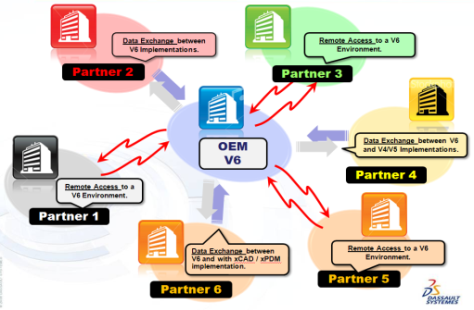 Data Exchange between
V6 Implementations.
Partner 2
Remote Access to a V6
Environment.
Partner 3
OEM
V6
Data Exchange between V6
and V4/V5 Implementations.
Partner 4
Remote Access to a
V6 Environment.
Partner 1
Data Exchange between
V6 and with xCAD / xPDM
implementation.
Partner 6
Remote Access to a V6
Environment.
Partner 5
DASSAULT
SYSTEMES